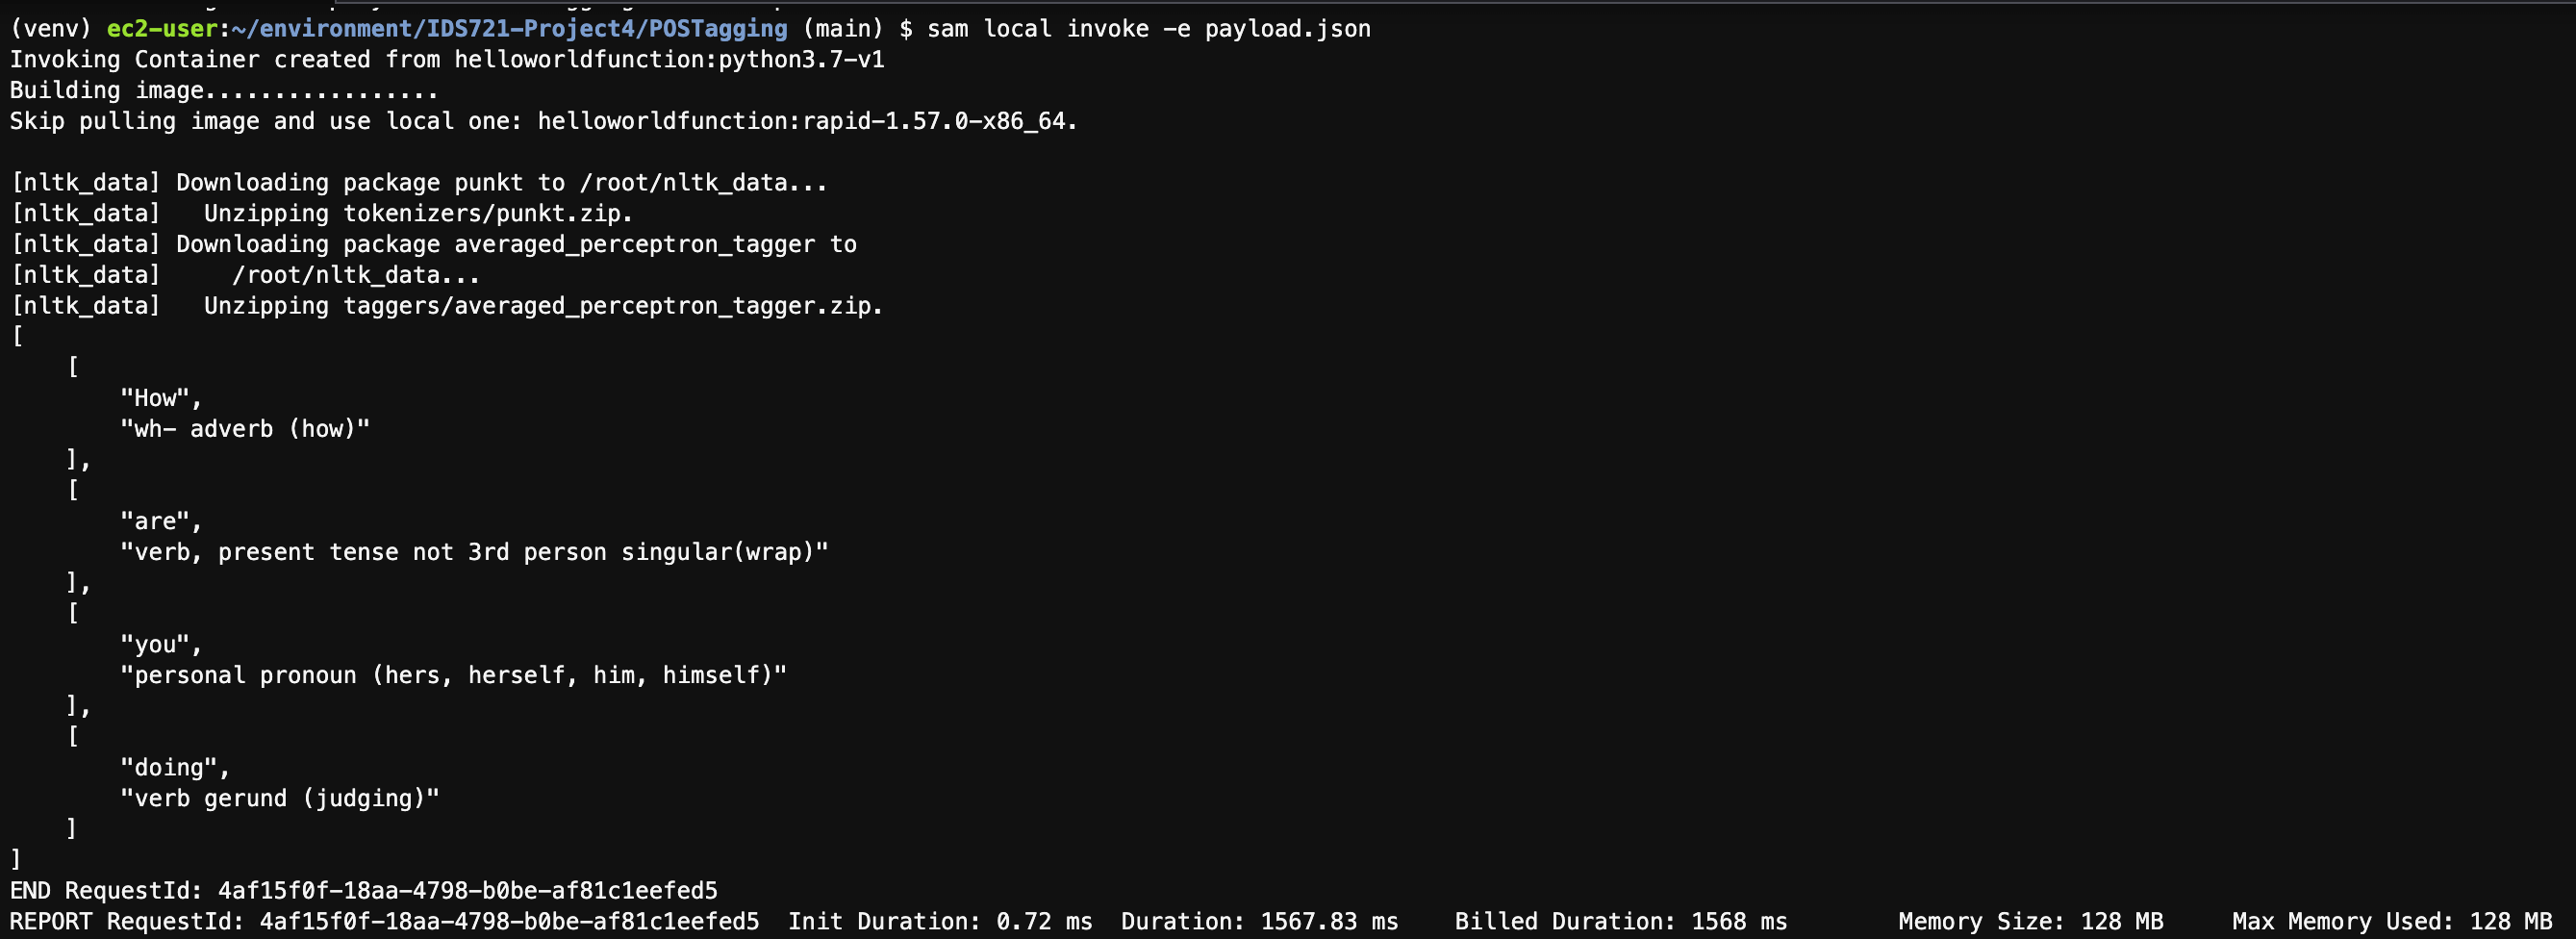 (venv) ec2-user:~/environment/IDS721-Project4/POSTagging (main) $ sam local invoke -e payload.json
Invoking Container created from helloworldfunction:python3.7-v1
Building image.................
Skip pulling image and use local one: helloworldfunction:rapid-1.57.0-x86_64.

[nltk_data] Downloading package punkt to /root/nltk_data...
[nltk_data]   Unzipping tokenizers/punkt.zip.
[nltk_data] Downloading package averaged_perceptron_tagger to
[nltk_data]     /root/nltk_data...
[nltk_data]   Unzipping taggers/averaged_perceptron_tagger.zip.
[
    [
        "How",
        "wh- adverb (how)"
    ],
    [
        "are",
        "verb, present tense not 3rd person singular(wrap)"
    ],
    [
        "you",
        "personal pronoun (hers, herself, him, himself)"
    ],
    [
        "doing",
        "verb gerund (judging)"
    ]
]
END RequestId: 4af15f0f-18aa-4798-b0be-af81c1eefed5
REPORT RequestId: 4af15f0f-18aa-4798-b0be-af81c1eefed5  Init Duration: 0.72 ms  Duration: 1567.83 ms    Billed Duration: 1568 ms        Memory Size: 128 MB     Max Memory Used: 128 MB